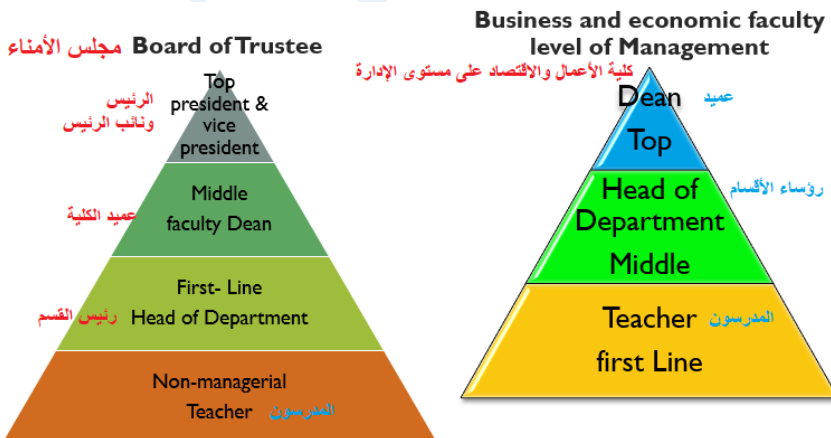 مجلس الأمناء Board of Trustee
Top
president &
vice
president
الرئيس
ونائب الرئيس
Middle
faculty Dean
عميد الكلية
First- Line
Head of Department
رئيس القسم
Non-managerial
Teacher المدرسون
Business and economic faculty
level of Management
كلية الأعمال والاقتصاد على مستوى الإدارة
Dean عميد
Top
Head of رؤساء الأقسام
Department
Middle
Teacher المدرسون
first Line